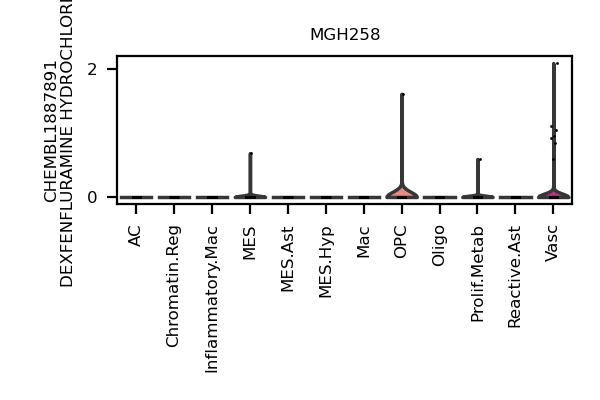 MGH258
CHEMBL1887891
DEXFENFLURAMINE
2
0
AC
Chromatin.Reg
Inflammatory.Mac
MES
MES.Ast
MES.Hyp
Mac
OPC
Oligo
Prolif.Metab
Reactive.Ast
Vasc